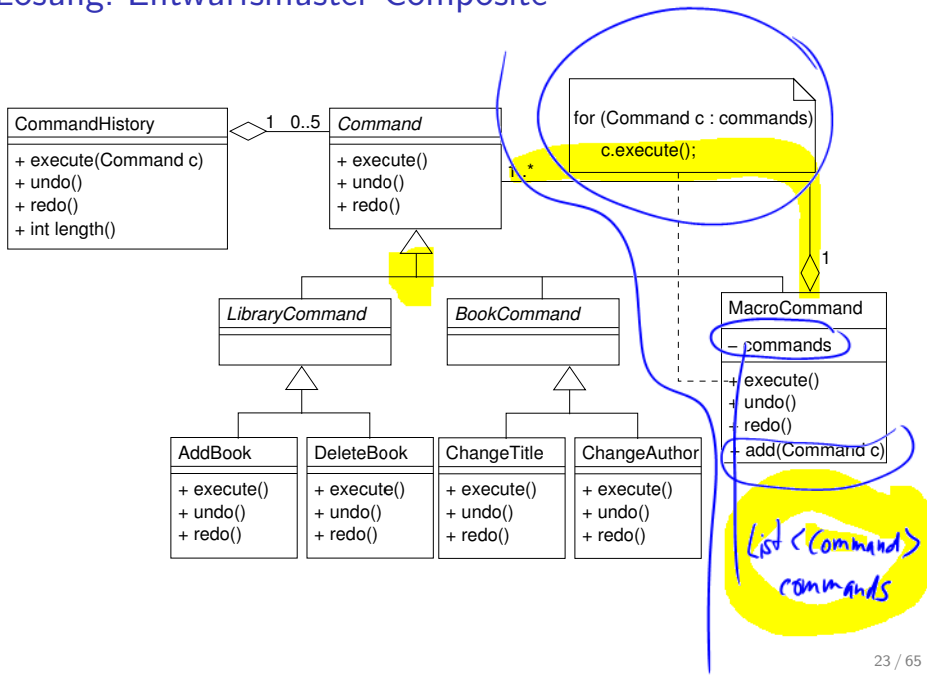 Lösung: Entwurfsmuster Composite
CommandHistory
+ execute(Command c)
+ undo()
+ redo()
+ int length()
1 0..5
Command
+ execute()
+ undo()
+ redo()
for (Command c : commands)
c.execute();
1..*
1
LibraryCommand
BookCommand
MacroCommand
– commands
+ execute()
+ undo()
+ redo()
+ add(Command c)
AddBook
+ execute()
+ undo()
+ redo()
DeleteBook
+ execute()
+ undo()
+ redo()
ChangeTitle
+ execute()
+ undo()
+ redo()
ChangeAuthor
+ execute()
+ undo()
+ redo()
List <Command>
commands
23 / 65